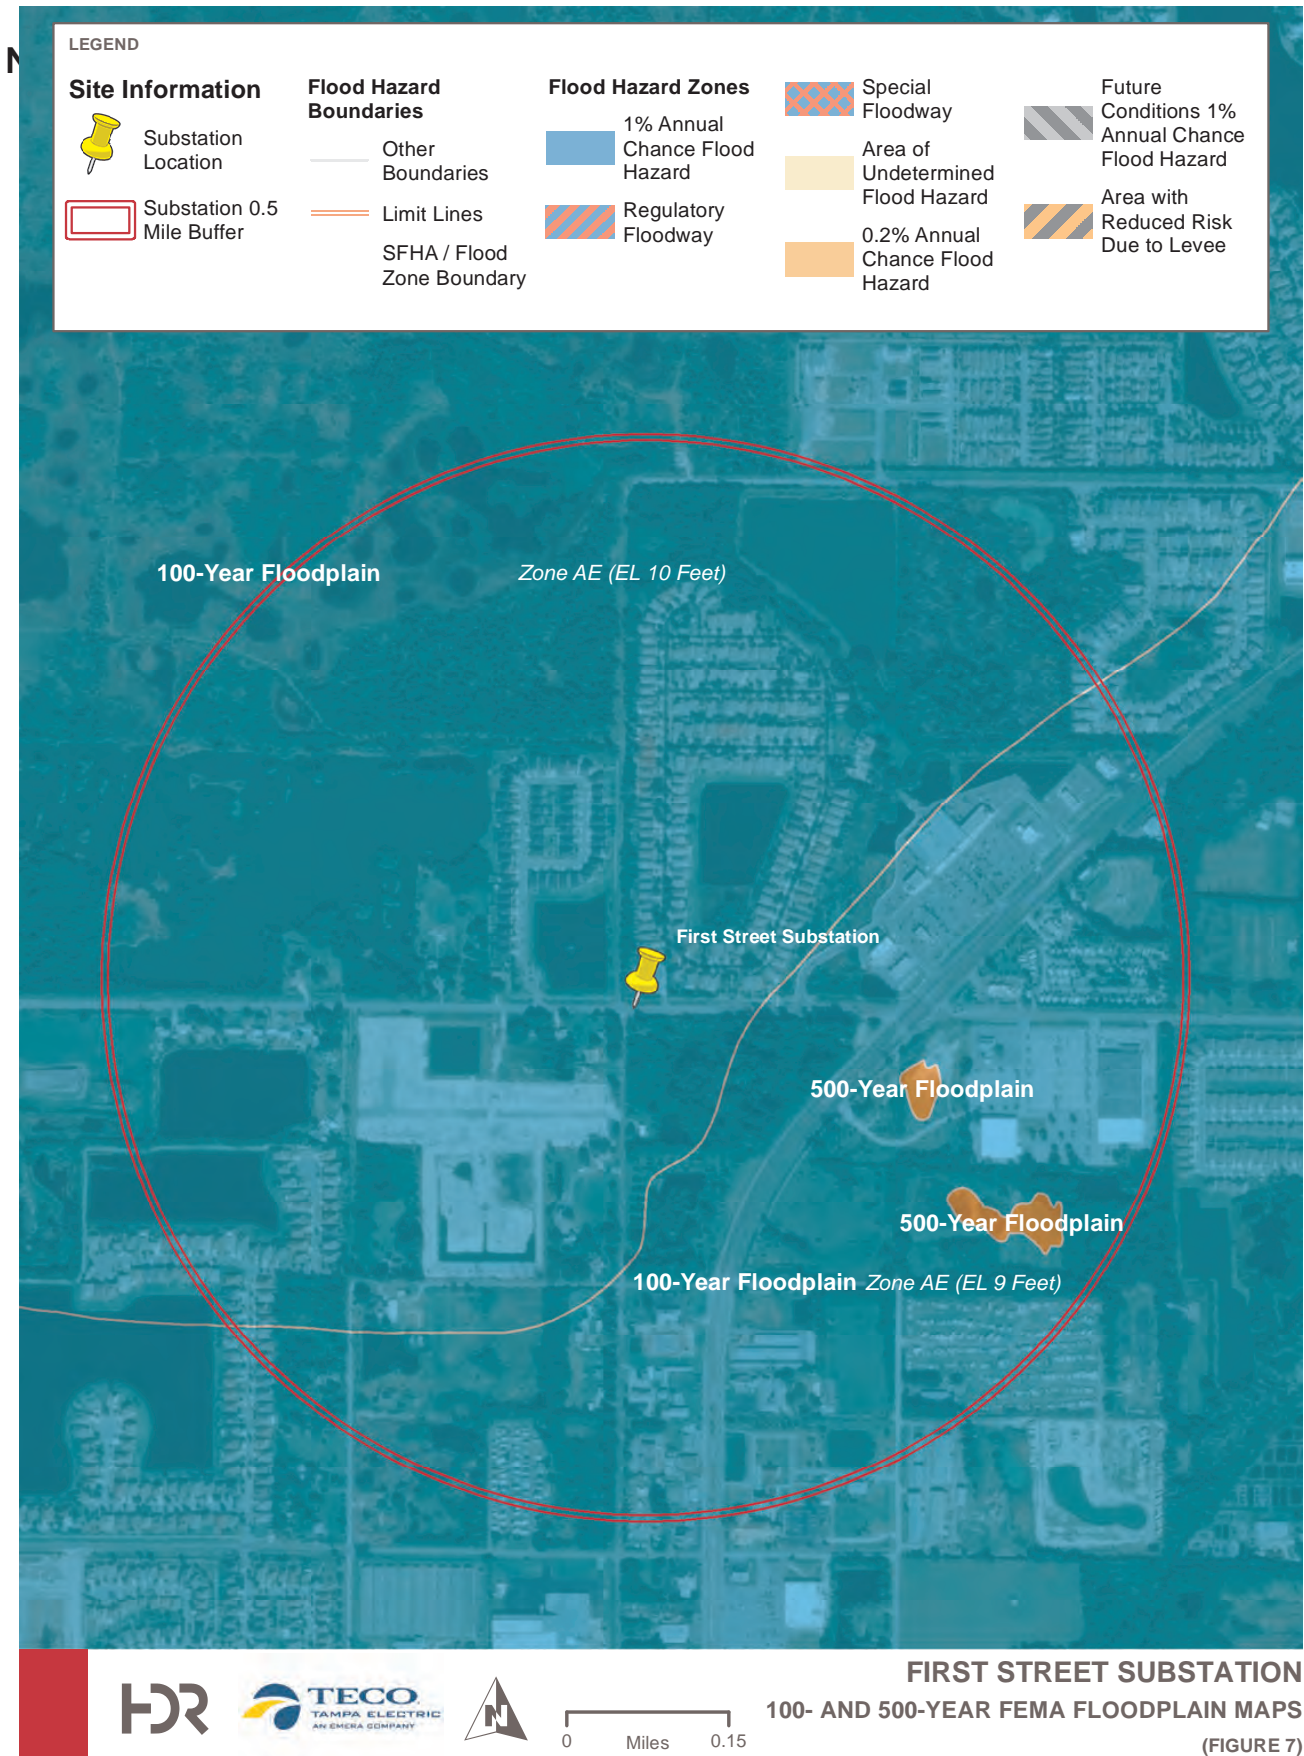 N
LEGEND
Site Information
Substation
Location
Substation 0.5
Mile Buffer
Flood Hazard
Boundaries
Other
Boundaries
Limit Lines
SFHA / Flood
Zone Boundary
Flood Hazard Zones
1% Annual
Chance Flood
Hazard
Regulatory
Floodway
Special
Floodway
Area of
Undetermined
Flood Hazard
0.2% Annual
Chance Flood
Hazard
Future
Conditions 1%
Annual Chance
Flood Hazard
Area with
Reduced Risk
Due to Levee
100-Year Floodplain
Zone AE (EL 10 Feet)
First Street Substation
500-Year Floodplain
500-Year Floodplain
100-Year Floodplain Zone AE (EL 9 Feet)
HDR
TECO
TAMPA ELECTRIC
AN EMERA COMPANY
N
0 Miles 0.15
FIRST STREET SUBSTATION
100- AND 500-YEAR FEMA FLOODPLAIN MAPS
(FIGURE 7)